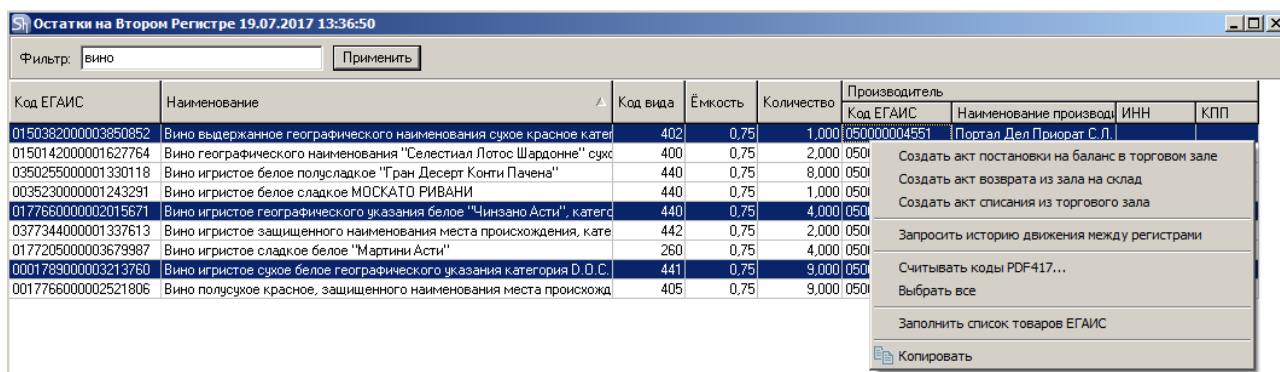 Sh Остатки на Втором Регистре 19.07.2017 13:36:50
Фильтр: вино Применить
Код ЕГАИС Наименование Код вида Ёмкость Количество Производитель
Код ЕГАИС Наименование производи ИНН КПП
0150382000003850852 Вино выдержанное географического наименования сухое красное катег 402 0,75 1,000 050000004551 Портал Дел Приорат С.Л.
0150142000001627764 Вино географического наименования "Селестиал Лотос Шардонне" сухо 400 0,75 2,000 050
0350255000001330118 Вино игристое белое полусладкое "Гран Десерт Конти Пачена" 440 0,75 8,000 050
0035230000001243291 Вино игристое белое сладкое МОСКАТО РИВАНИ 440 0,75 1,000 050
0177660000002015671 Вино игристое географического указания белое "Чинзано Асти", катего 440 0,75 4,000 050
0377344000001337613 Вино игристое защищенного наименования места происхождения, кате 442 0,75 2,000 050
0177205000003679987 Вино игристое сладкое белое "Мартини Асти" 260 0,75 4,000 050
0001789000003213760 Вино игристое сухое белое географического указания категория D.O.C. 441 0,75 9,000 050
0017766000002521806 Вино полусухое красное, защищенного наименования места происхожд 405 0,75 9,000 050
Создать акт постановки на баланс в торговом зале
Создать акт возврата из зала на склад
Создать акт списания из торгового зала
Запросить историю движения между регистрами
Считывать коды PDF417...
Выбрать все
Заполнить список товаров ЕГАИС
Копировать